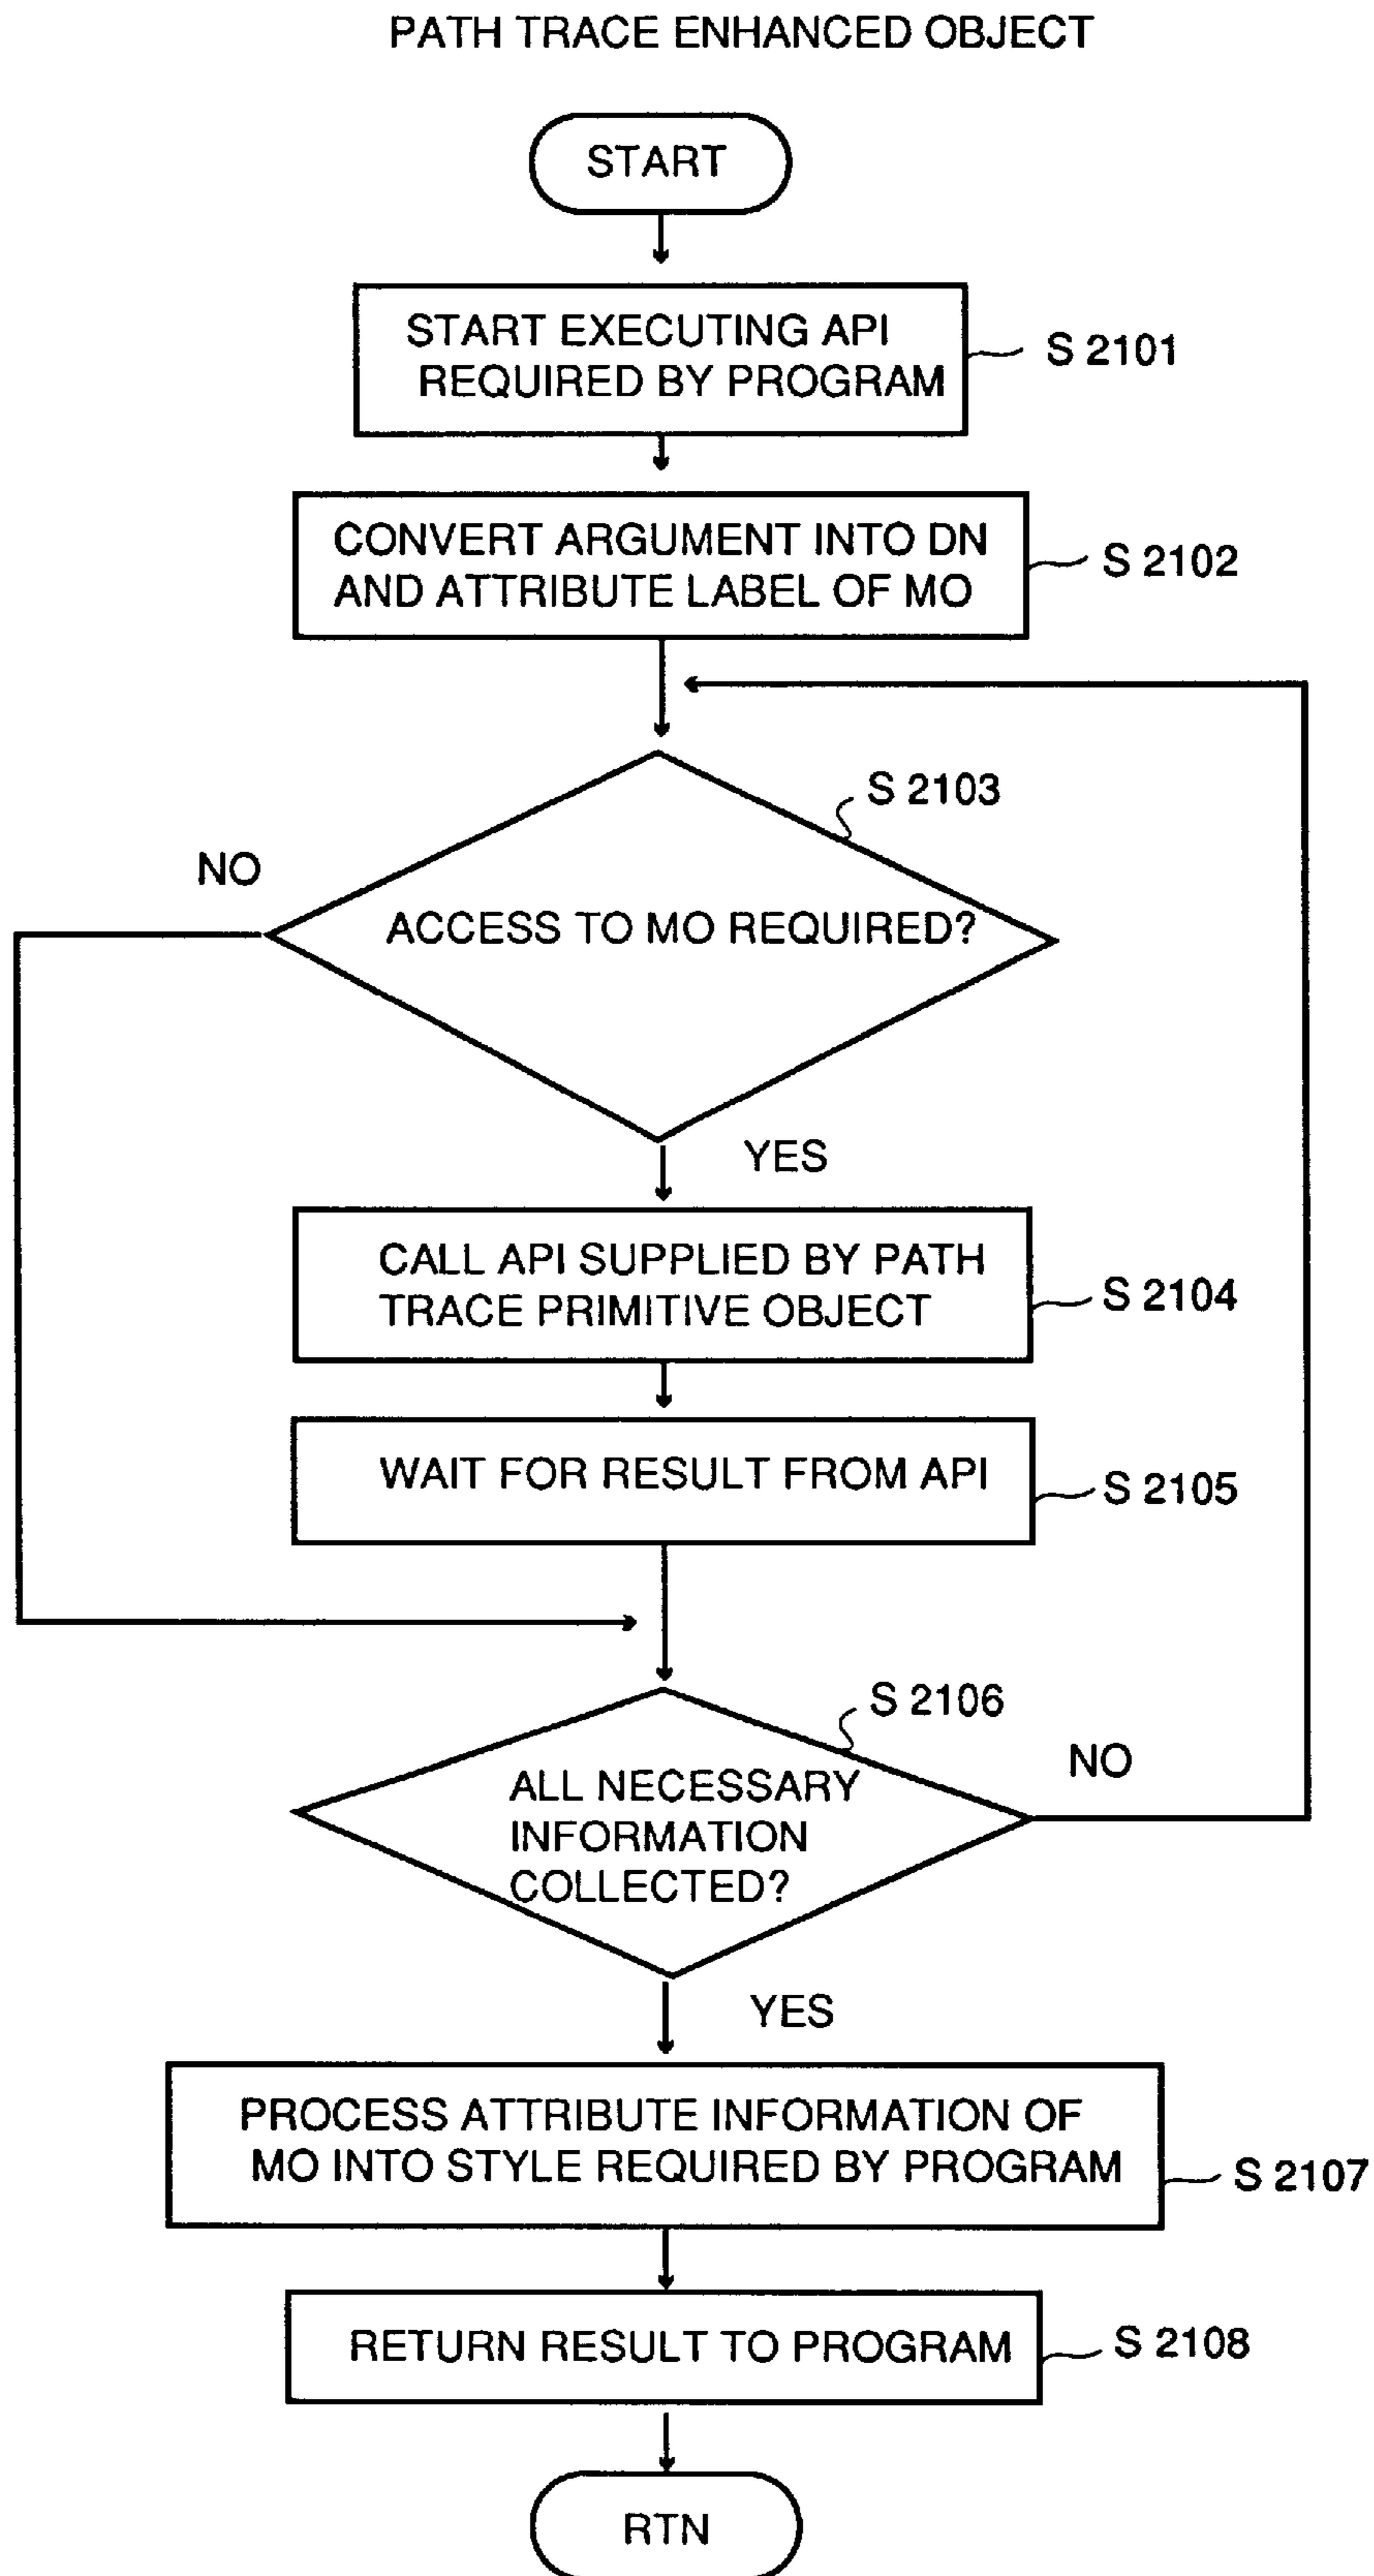 PATH TRACE ENHANCED OBJECT
START
START EXECUTING API
REQUIRED BY PROGRAM
S 2101
CONVERT ARGUMENT INTO DN
AND ATTRIBUTE LABEL OF MO
S 2102
S 2103
NO
ACCESS TO MO REQUIRED?
YES
CALL API SUPPLIED BY PATH
TRACE PRIMITIVE OBJECT
S 2104
WAIT FOR RESULT FROM API
S 2105
S 2106
NO
ALL NECESSARY
INFORMATION
COLLECTED?
YES
PROCESS ATTRIBUTE INFORMATION OF
MO INTO STYLE REQUIRED BY PROGRAM
S 2107
RETURN RESULT TO PROGRAM
S 2108
RTN